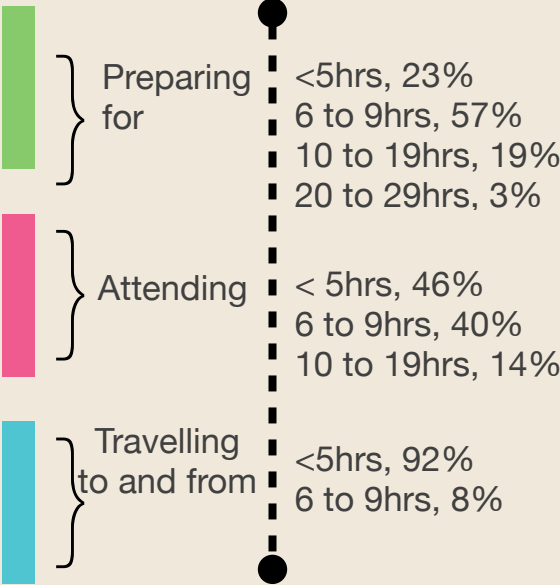 Preparing
for
<5hrs, 23%
6 to 9hrs, 57%
10 to 19hrs, 19%
20 to 29hrs, 3%
Attending
< 5hrs, 46%
6 to 9hrs, 40%
10 to 19hrs, 14%
Travelling
to and from
<5hrs, 92%
6 to 9hrs, 8%